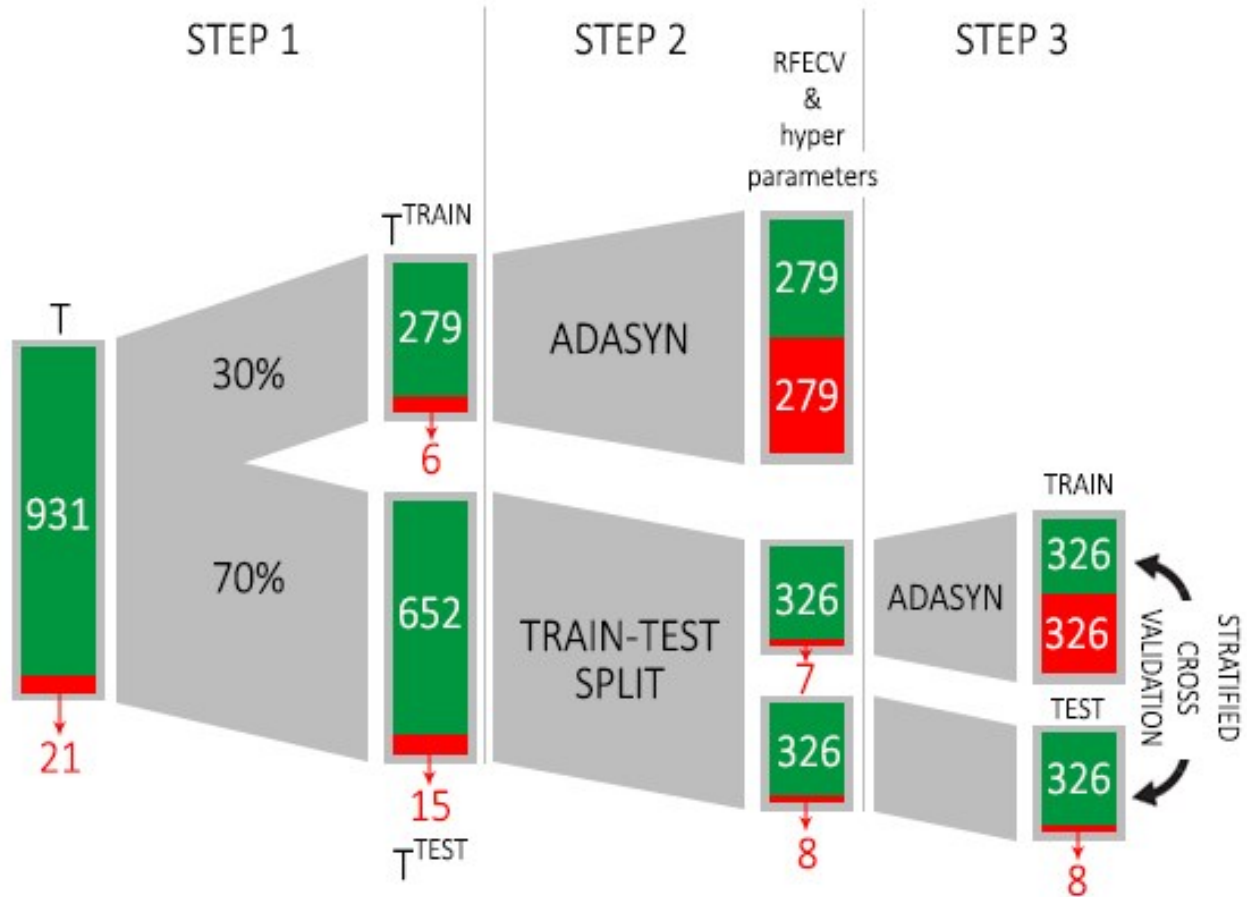 STEP 1
STEP 2
STEP 3
RFECV
&
hyper
parameters
T
931
21
30%
70%
T^TRAIN
279
6
652
15
T^TEST
ADASYN
279
279
TRAIN-TEST
SPLIT
326
7
326
8
ADASYN
TRAIN
326
326
TEST
326
8
STRATIFIED
CROSS
VALIDATION